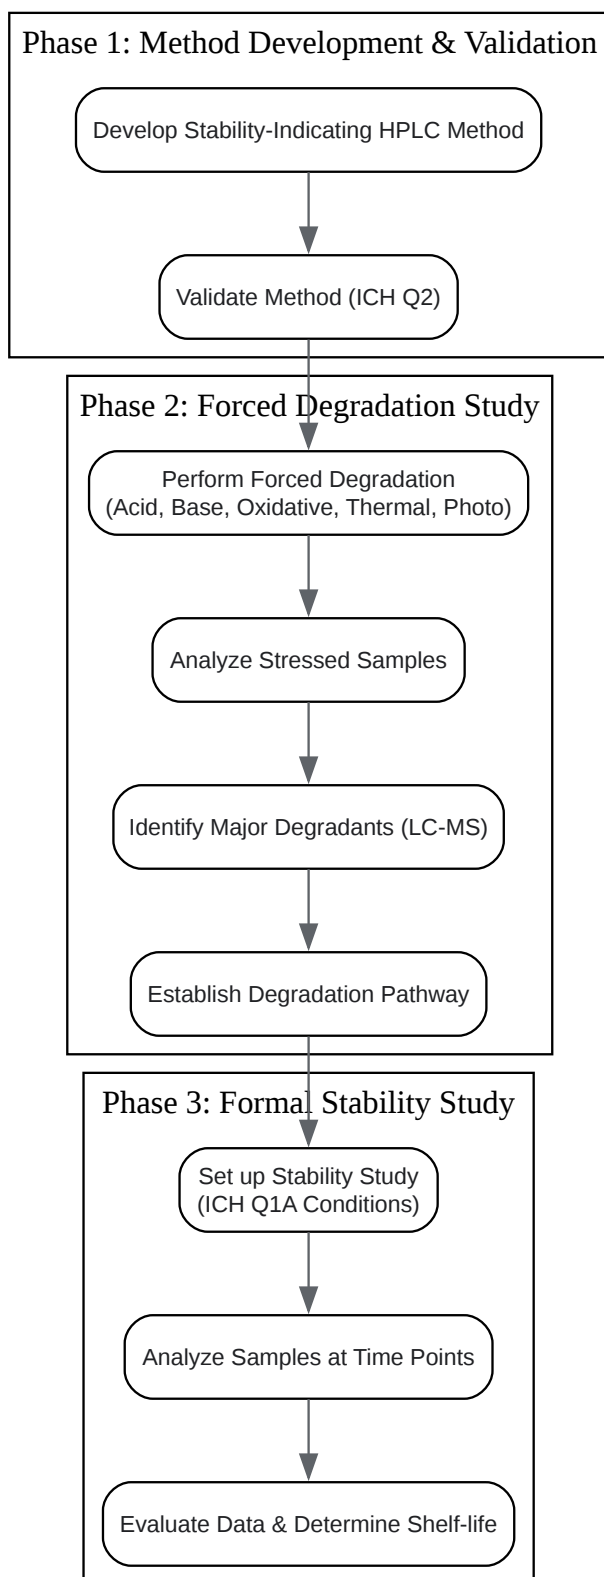 Phase 1: Method Development & Validation
Develop Stability-Indicating HPLC Method
Validate Method (ICH Q2)
Phase 2: Forced Degradation Study
Perform Forced Degradation
(Acid, Base, Oxidative, Thermal, Photo)
Analyze Stressed Samples
Identify Major Degradants (LC-MS)
Establish Degradation Pathway
Phase 3: Formal Stability Study
Set up Stability Study
(ICH Q1A Conditions)
Analyze Samples at Time Points
Evaluate Data & Determine Shelf-life